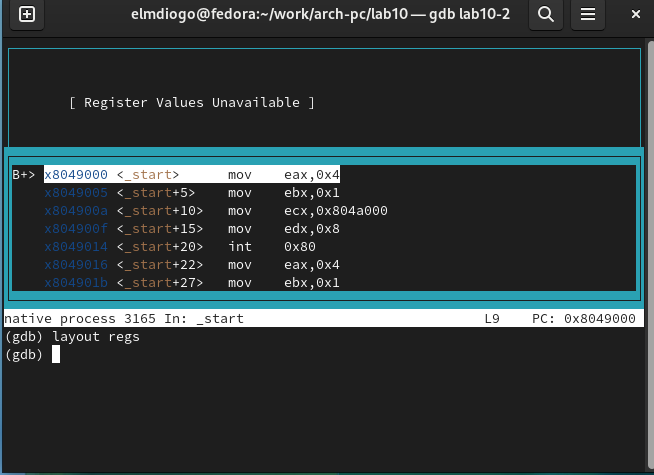 elmdiogo@fedora:~/work/arch-pc/lab10 — gdb lab10-2
[ Register Values Unavailable ]
B+> x8049000 <_start> mov eax,0x4
x8049005 <_start+5> mov ebx,0x1
x804900a <_start+10> mov ecx,0x804a000
x804900f <_start+15> mov edx,0x8
x8049014 <_start+20> int 0x80
x8049016 <_start+22> mov eax,0x4
x804901b <_start+27> mov ebx,0x1
native process 3165 In: _start L9 PC: 0x8049000
(gdb) layout regs
(gdb)